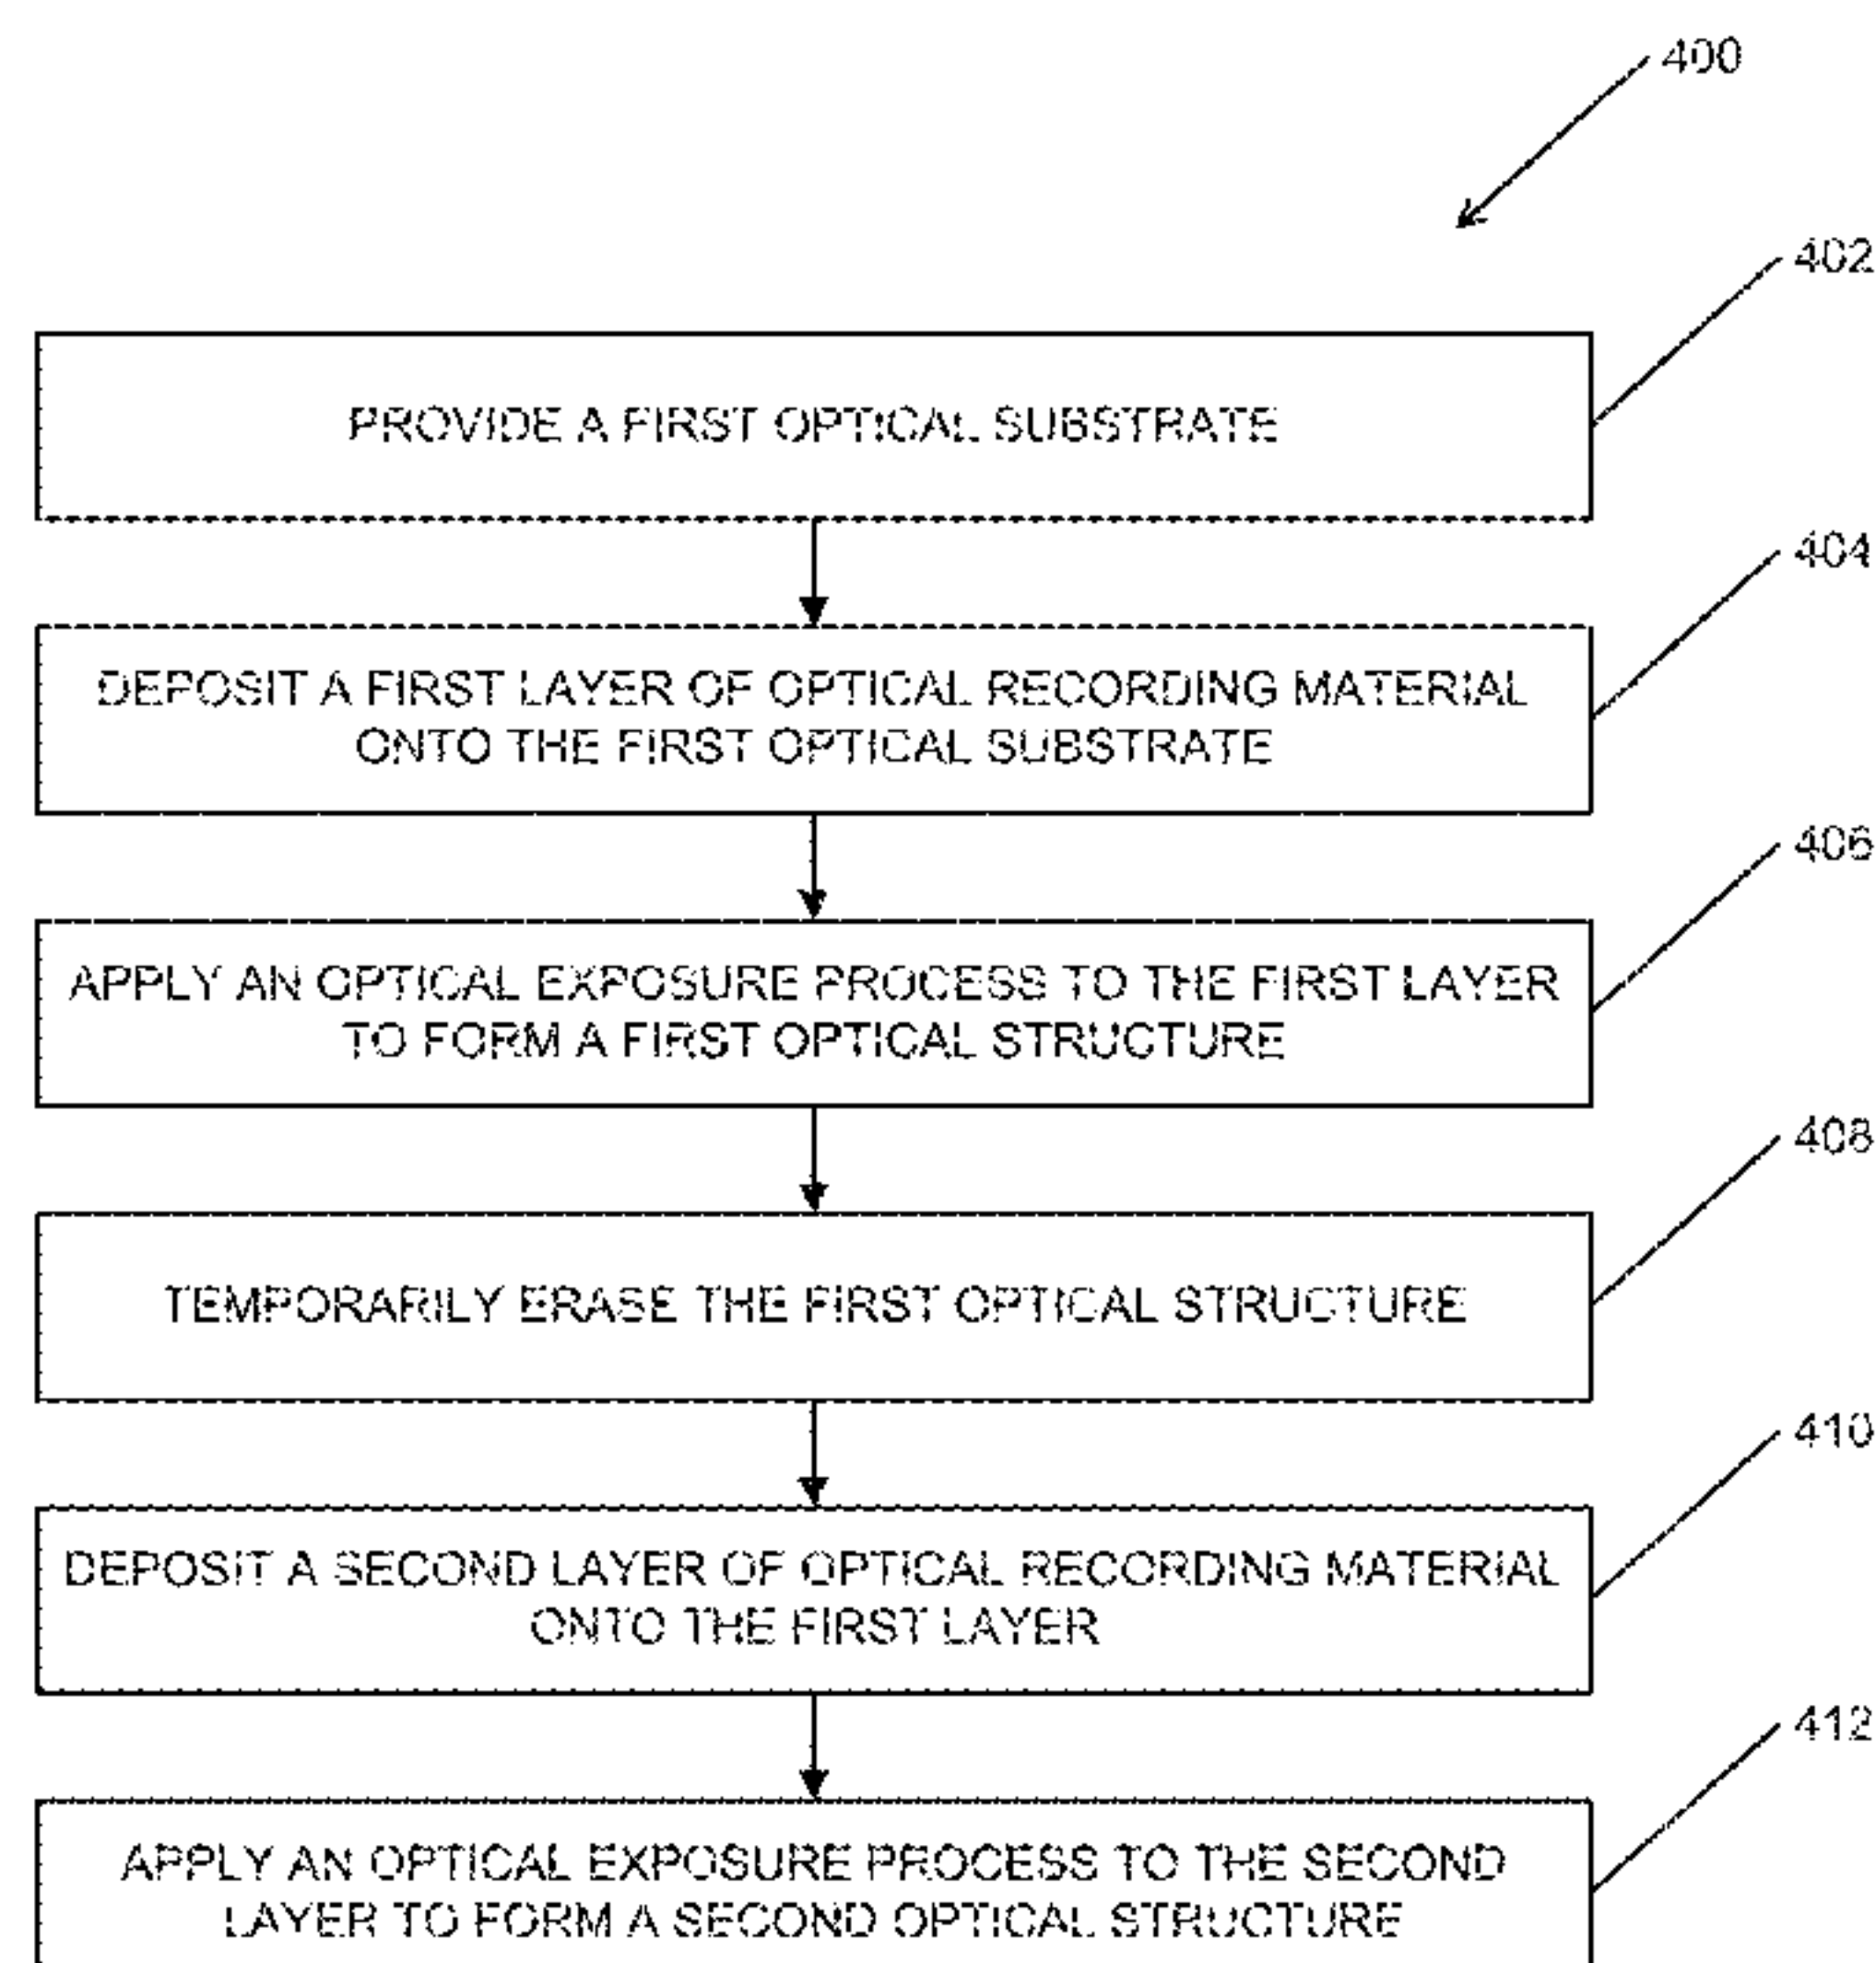 400
402
PROVIDE A FIRST OPTICAL SUBSTRATE
404
DEPOSIT A FIRST LAYER OF OPTICAL RECORDING MATERIAL
ONTO THE FIRST OPTICAL SUBSTRATE
406
APPLY AN OPTICAL EXPOSURE PROCESS TO THE FIRST LAYER
TO FORM A FIRST OPTICAL STRUCTURE
408
TEMPORARILY ERASE THE FIRST OPTICAL STRUCTURE
410
DEPOSIT A SECOND LAYER OF OPTICAL RECORDING MATERIAL
ONTO THE FIRST LAYER
412
APPLY AN OPTICAL EXPOSURE PROCESS TO THE SECOND
LAYER TO FORM A SECOND OPTICAL STRUCTURE